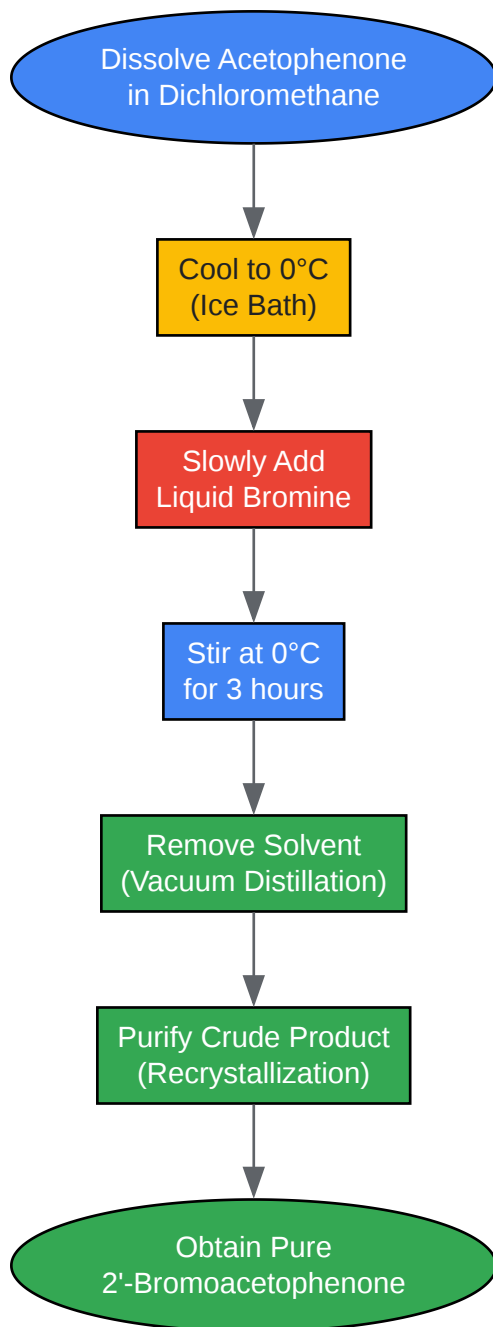 Dissolve Acetophenone
in Dichloromethane
Cool to 0°C
(Ice Bath)
Slowly Add
Liquid Bromine
Stir at 0°C
for 3 hours
Remove Solvent
(Vacuum Distillation)
Purify Crude Product
(Recrystallization)
Obtain Pure
2'-Bromoacetophenone